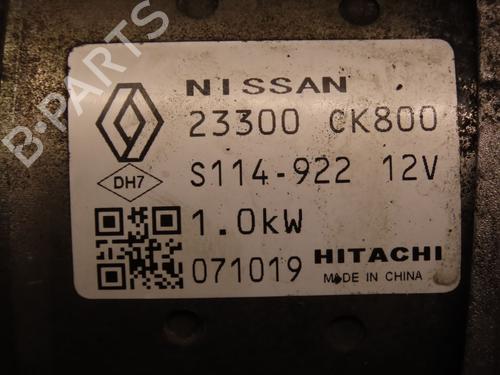 B-PARTS
NISSAN
23300 CK800
DH7
S114-922 12V
1.0kW
071019 HITACHI
MADE IN CHINA